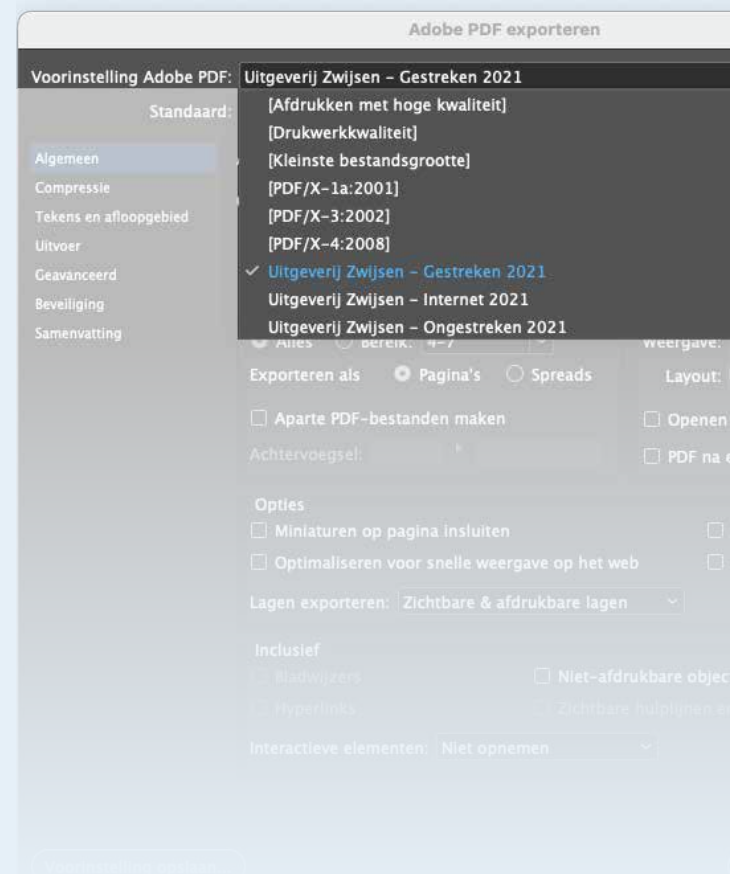 Adobe PDF exporteren
Voorinstelling Adobe PDF: Uitgeverij Zwijsen – Gestreken 2021
Standaard:
[Afdrukken met hoge kwaliteit]
[Drukwerkkwaliteit]
[Kleinste bestandsgrootte]
[PDF/X-1a:2001]
[PDF/X-3:2002]
[PDF/X-4:2008]
✓ Uitgeverij Zwijsen – Gestreken 2021
Uitgeverij Zwijsen – Internet 2021
Uitgeverij Zwijsen – Ongestreken 2021
Algemeen
Compressie
Tekens en afloopgebied
Uitvoer
Geavanceerd
Beveiliging
Samenvatting
Alles Bereik: 4-7 Weergave:
Exporteren als Pagina's Spreads Layout:
Aparte PDF-bestanden maken Openen
Achtervoegsel: PDF na
Opties
Miniaturen op pagina insluiten
Optimaliseren voor snelle weergave op het web
Lagen exporteren: Zichtbare & afdrukbare lagen
Inclusief
Bladwijzers Niet-afdrukbare objec
Hyperlinks Zichtbare hulplijnen en
Interactieve elementen: Niet opnemen
Voorinstelling opslaan...